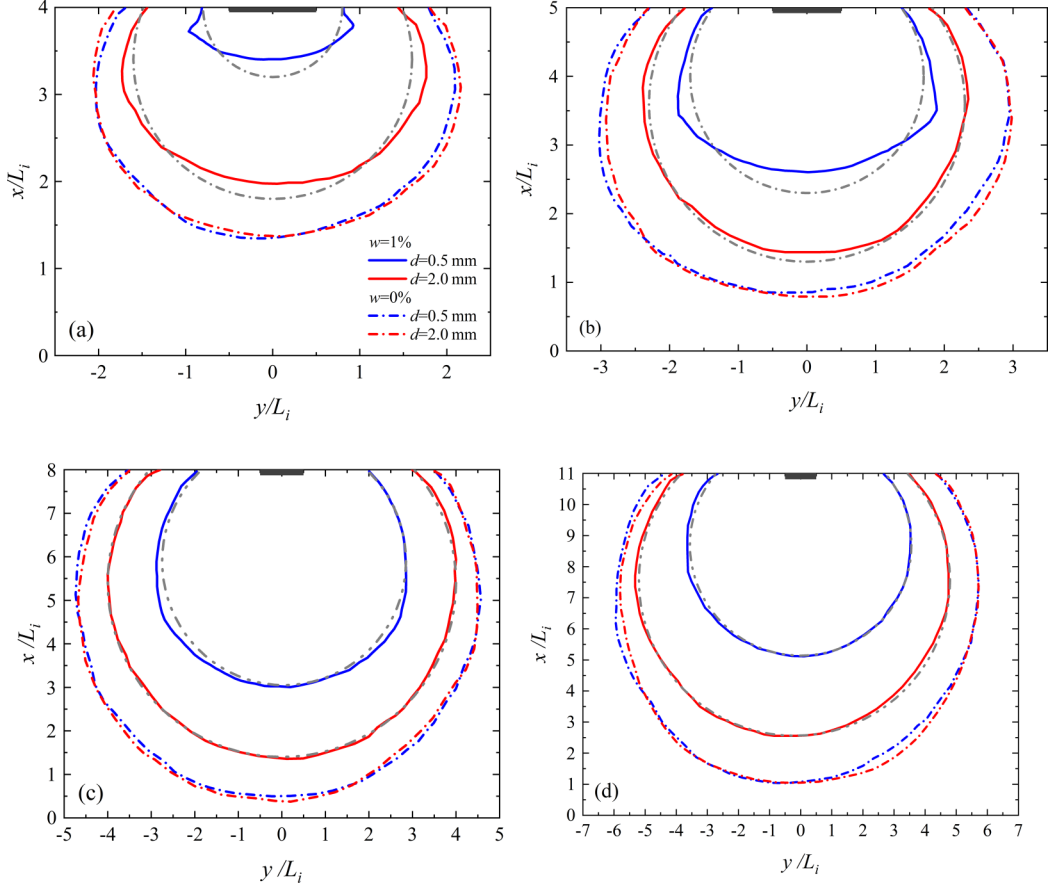 4
3
2
1
0
x/Li
w=1%
d=0.5 mm
d=2.0 mm
w=0%
d=0.5 mm
d=2.0 mm
(a)
-2 -1 0 1 2
y/Li
5
4
3
2
1
0
x/Li
(b)
-3 -2 -1 0 1 2 3
y/Li
8
7
6
5
4
3
2
1
0
x/Li
(c)
-5 -4 -3 -2 -1 0 1 2 3 4 5
y/Li
11
10
9
8
7
6
5
4
3
2
1
0
x/Li
(d)
-7 -6 -5 -4 -3 -2 -1 0 1 2 3 4 5 6 7
y/Li